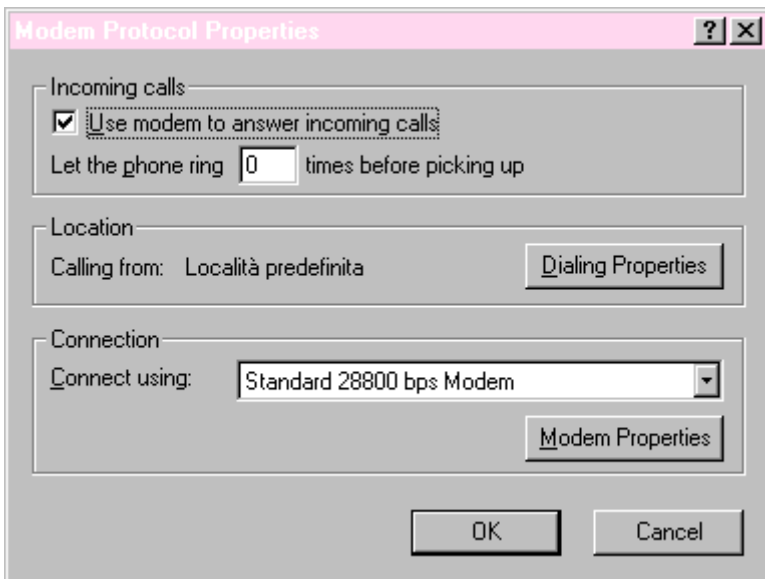 Modem Protocol Properties
Incoming calls
Use modem to answer incoming calls
Let the phone ring 0 times before picking up
Location
Calling from: Località predefinita Dialing Properties
Connection
Connect using: Standard 28800 bps Modem
Modem Properties
OK Cancel